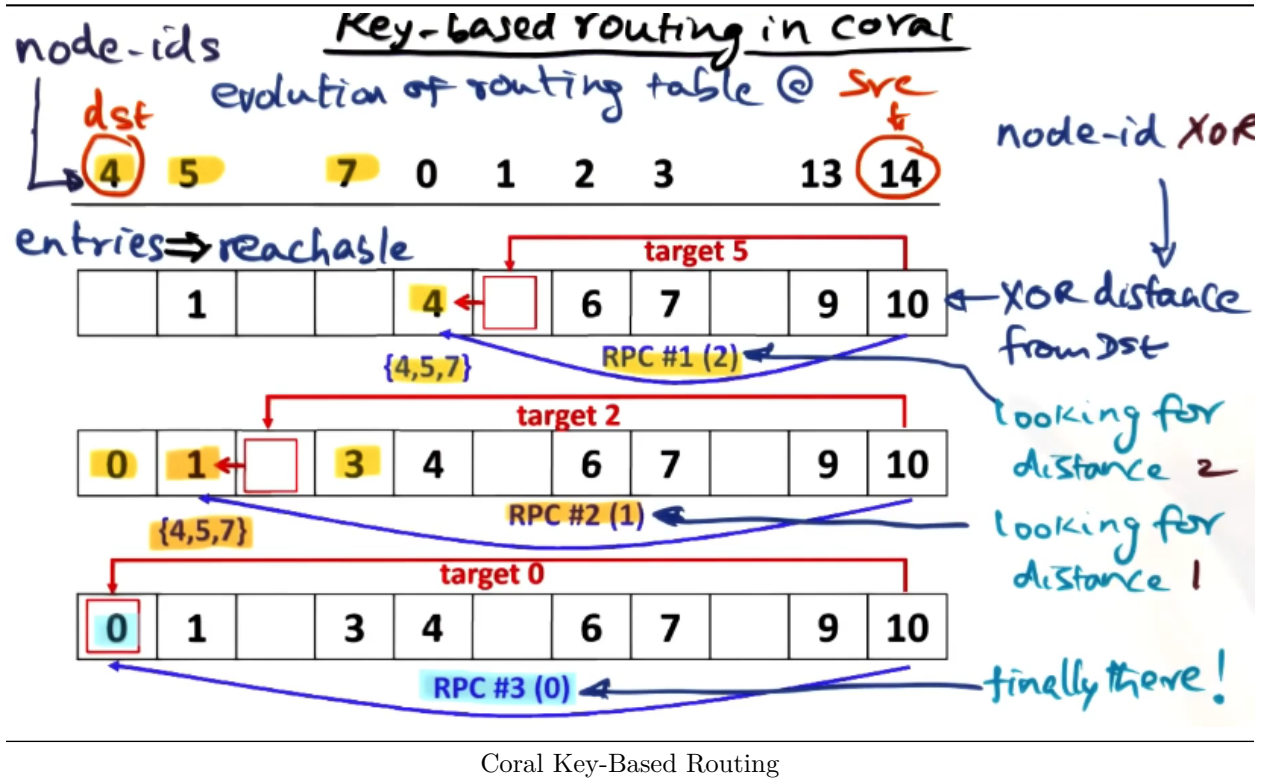 Key-based routing in coral
node-ids
evolution of routing table @ src
dst
node-id XOR
4 5 7 0 1 2 3 13 14
entries ⇒ reachable
target 5
1 4 6 7 9 10
XOR distance
from Dst
RPC #1 (2)
{4,5,7}
target 2
looking for
distance 2
0 1 3 4 6 7 9 10
RPC #2 (1)
{4,5,7}
looking for
distance 1
target 0
0 1 3 4 6 7 9 10
RPC #3 (0)
finally there!
Coral Key-Based Routing